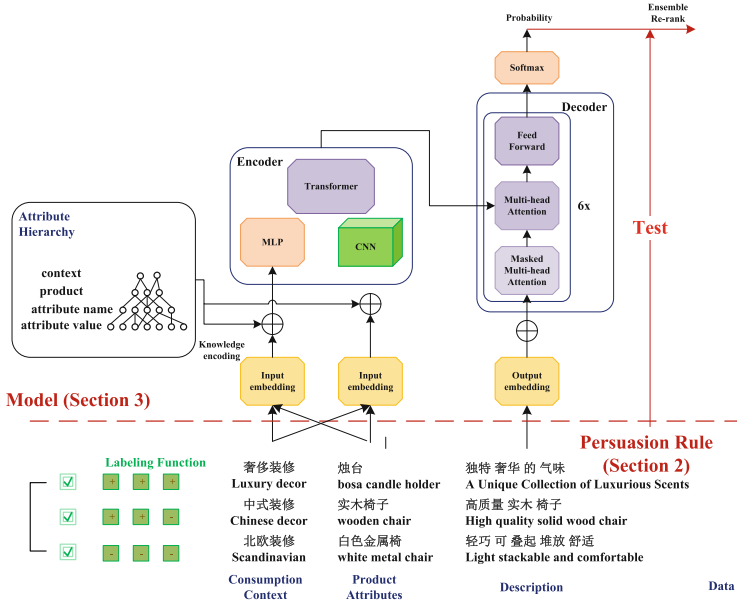 Ensemble
Re-rank
Probability
Softmax
Decoder
Feed
Forward
Multi-head
Attention
6x
Masked
Multi-head
Attention
Encoder
Transformer
MLP
CNN
Attribute
Hierarchy
context
product
attribute name
attribute value
Knowledge
encoding
Input
embedding
Input
embedding
Output
embedding
Test
Model (Section 3)
Persuasion Rule
(Section 2)
Labeling Function
+ + +
+ + -
- - -
奢侈装修 烛台 独特 奢华 的 气味
Luxury decor bosa candle holder A Unique Collection of Luxurious Scents
中式装修 实木椅子 高质量 实木 椅子
Chinese decor wooden chair High quality solid wood chair
北欧装修 白色金属椅 轻巧 可 叠起 堆放 舒适
Scandinavian white metal chair Light stackable and comfortable
Consumption
Context
Product
Attributes
Description
Data